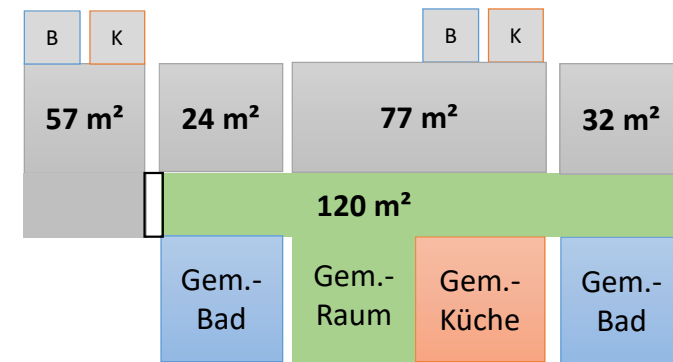 B K B K
57 m² 24 m² 77 m² 32 m²
120 m²
Gem.- Gem.- Gem.- Gem.-
Bad Raum Küche Bad